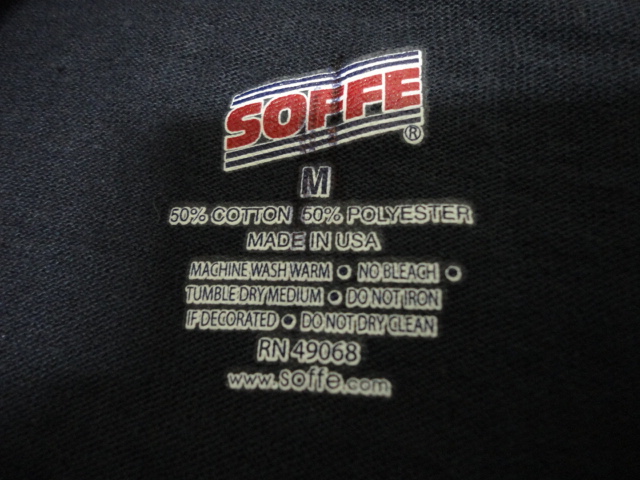 SOFFE®
M
50% COTTON 50% POLYESTER
MADE IN USA
MACHINE WASH WARM • NO BLEACH •
TUMBLE DRY MEDIUM • DO NOT IRON
IF DECORATED • DO NOT DRY CLEAN
RN 49068
www.soffe.com